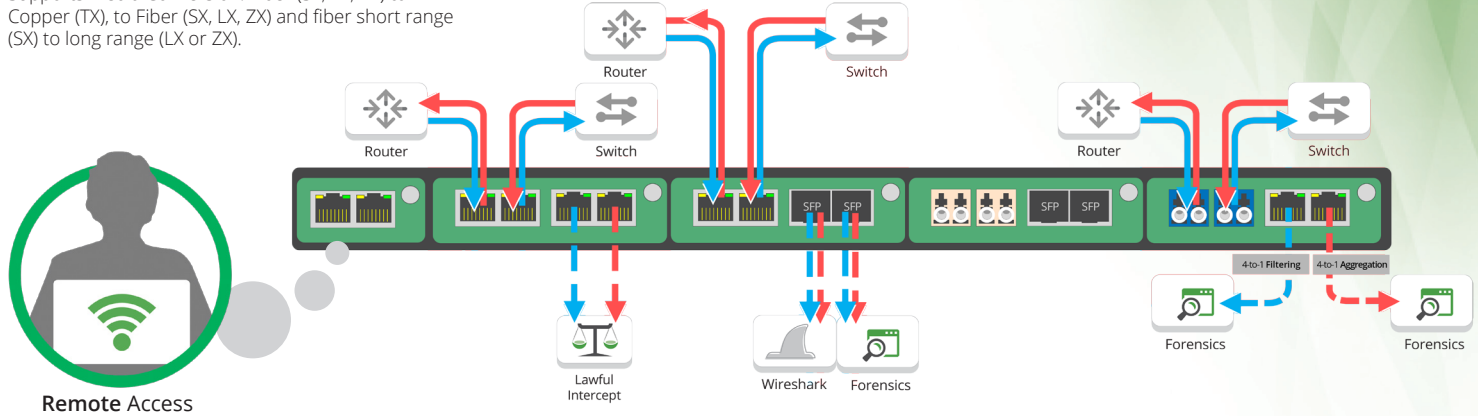 Copper (TX), to Fiber (SX, LX, ZX) and fiber short range
(SX) to long range (LX or ZX).
Router
Switch
Router
Switch
Router
Switch
SFP
SFP
SFP
SFP
4-to-1 Filtering
4-to-1 Aggregation
Lawful
Intercept
Wireshark
Forensics
Forensics
Forensics
Remote Access